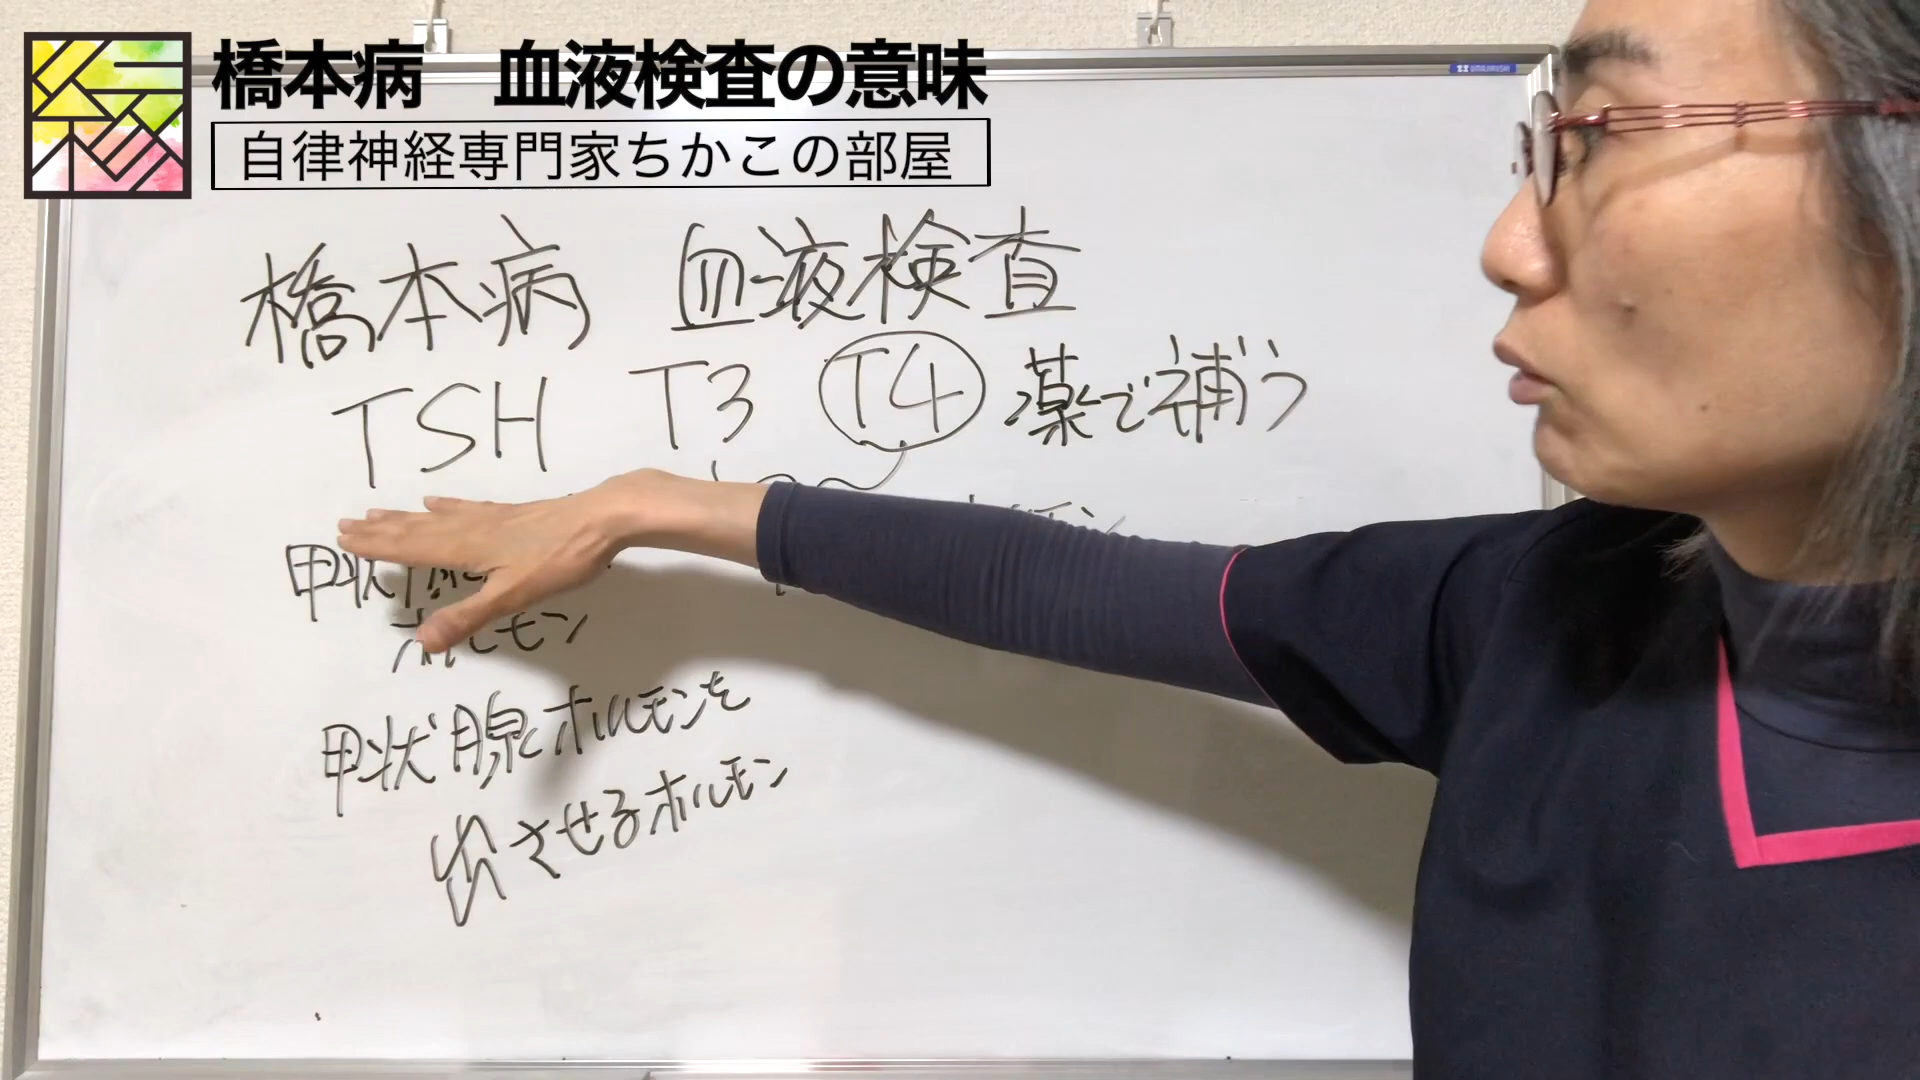 橋本病 血液検査の意味
自律神経専門家ちかこの部屋
橋本病 血液検査
TSH T3 T4 薬で補う
甲状
ホルモン
甲状腺ホルモンを
出させるホルモン